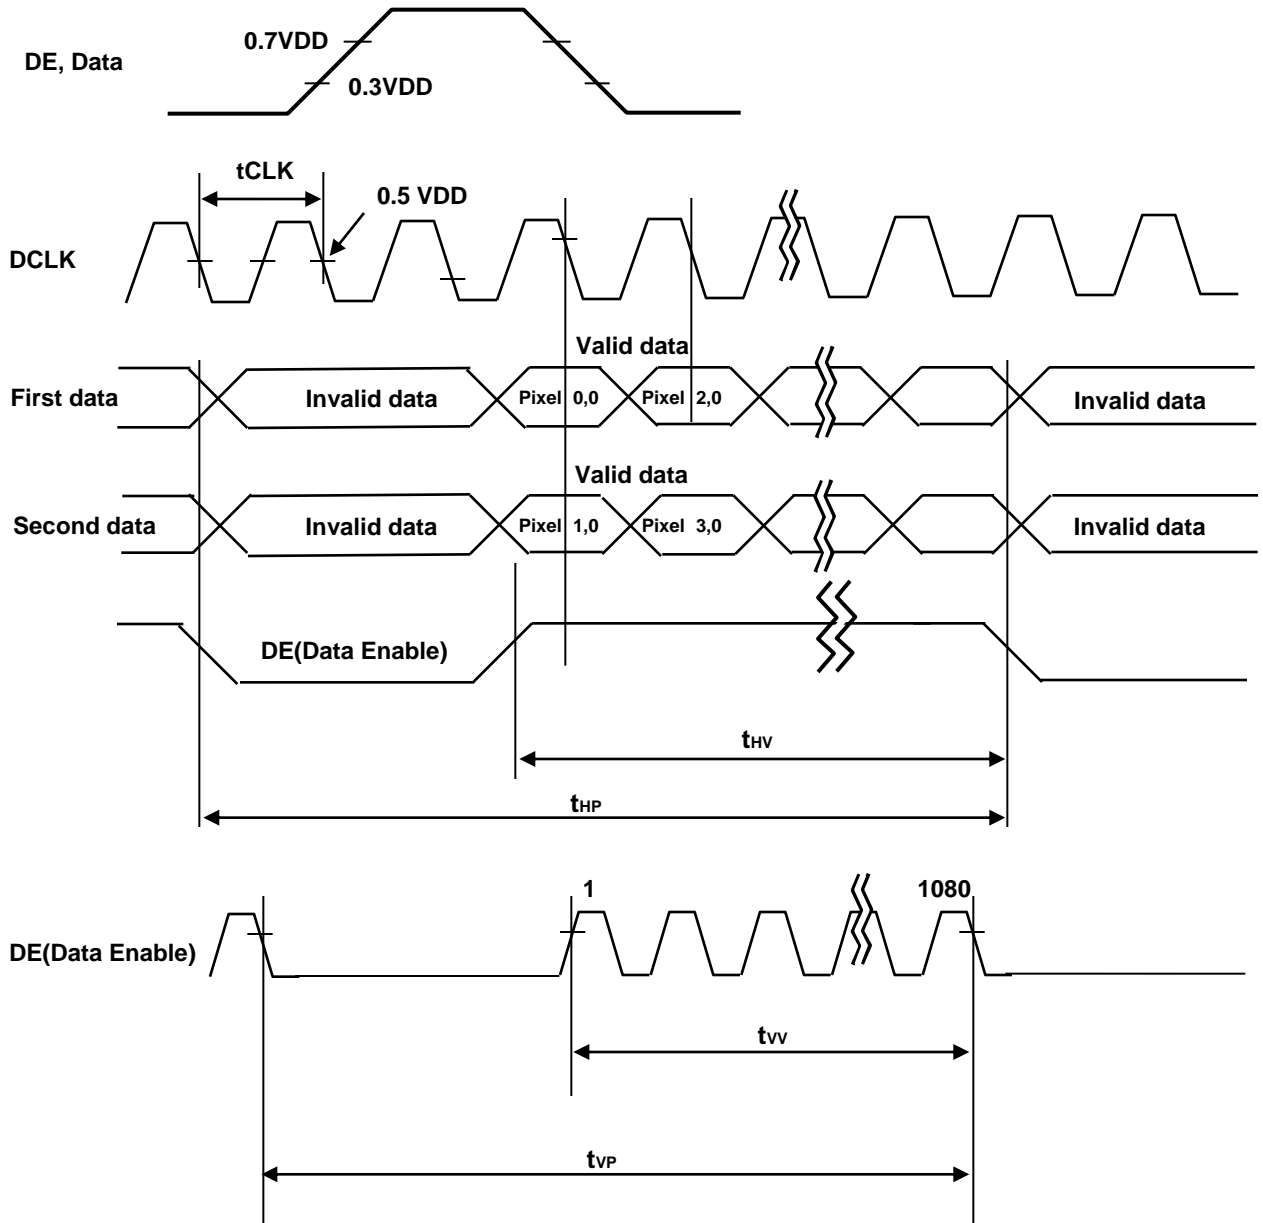 DE, Data
0.7VDD
0.3VDD
tCLK
0.5 VDD
DCLK
Valid data
First data
Invalid data
Pixel 0,0
Pixel 2,0
Invalid data
Valid data
Second data
Invalid data
Pixel 1,0
Pixel 3,0
Invalid data
DE(Data Enable)
tHV
tHP
1
1080
DE(Data Enable)
tVV
tVP